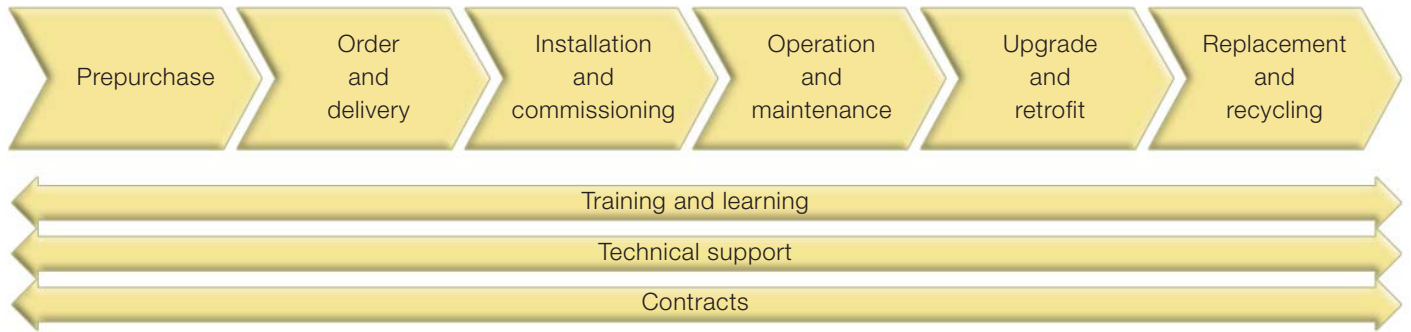 Prepurchase
Order
and
delivery
Installation
and
commissioning
Operation
and
maintenance
Upgrade
and
retrofit
Replacement
and
recycling
Training and learning
Technical support
Contracts